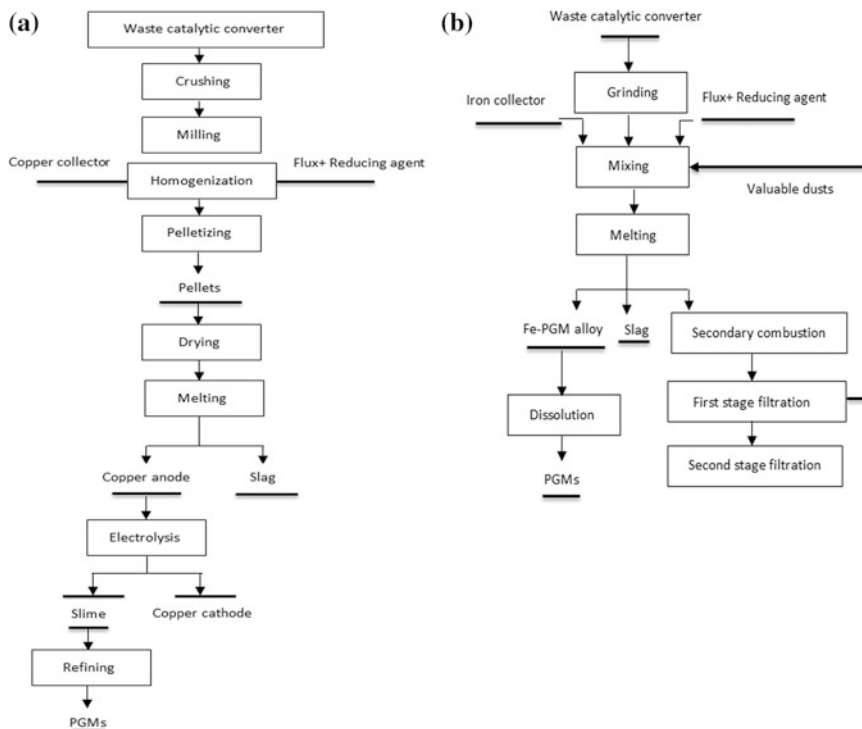 (a)
Waste catalytic converter
Crushing
Milling
Copper collector
Flux+ Reducing agent
Homogenization
Pelletizing
Pellets
Drying
Melting
Copper anode
Slag
Electrolysis
Slime
Copper cathode
Refining
PGMs
(b)
Waste catalytic converter
Grinding
Iron collector
Flux+ Reducing agent
Mixing
Valuable dusts
Melting
Fe-PGM alloy
Slag
Secondary combustion
Dissolution
First stage filtration
Second stage filtration
PGMs